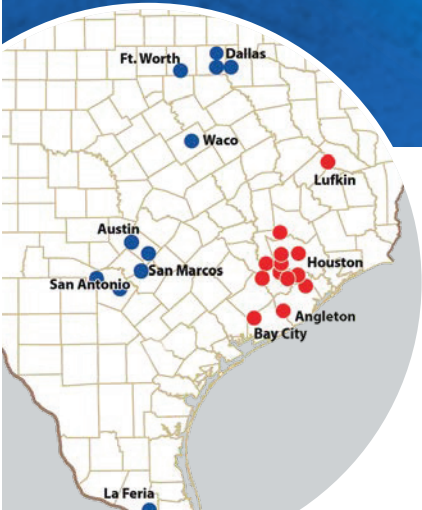 Ft. Worth
Dallas
Waco
Lufkin
Austin
Houston
San Marcos
San Antonio
Angleton
Bay City
La Feria